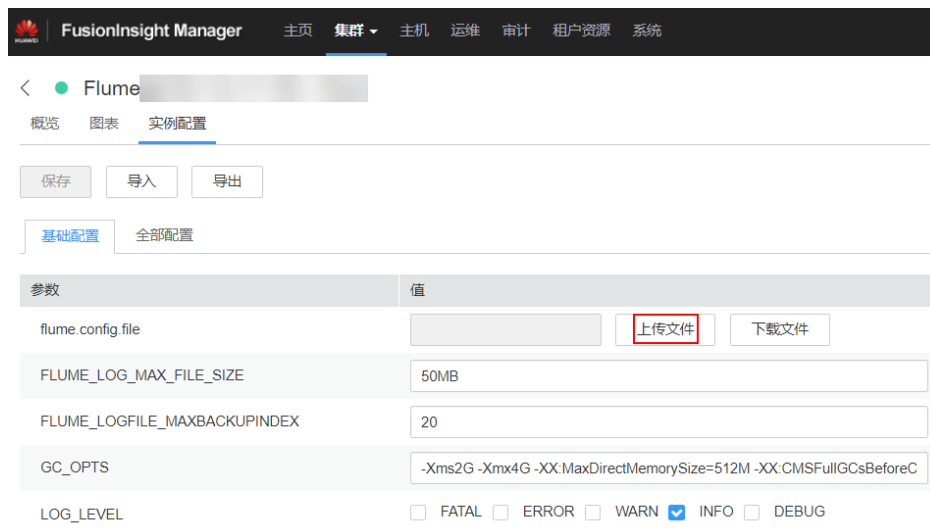 HUAWEI FusionInsight Manager 主页 集群 主机 运维 审计 租户资源 系统
Flume
概览 图表 实例配置
保存 导入 导出
基础配置 全部配置
参数 值
flume.config.file 上传文件 下载文件
FLUME_LOG_MAX_FILE_SIZE 50MB
FLUME_LOGFILE_MAXBACKUPINDEX 20
GC_OPTS -Xms2G -Xmx4G -XX:MaxDirectMemorySize=512M -XX:CMSFullGCsBeforeC
LOG_LEVEL FATAL ERROR WARN INFO DEBUG